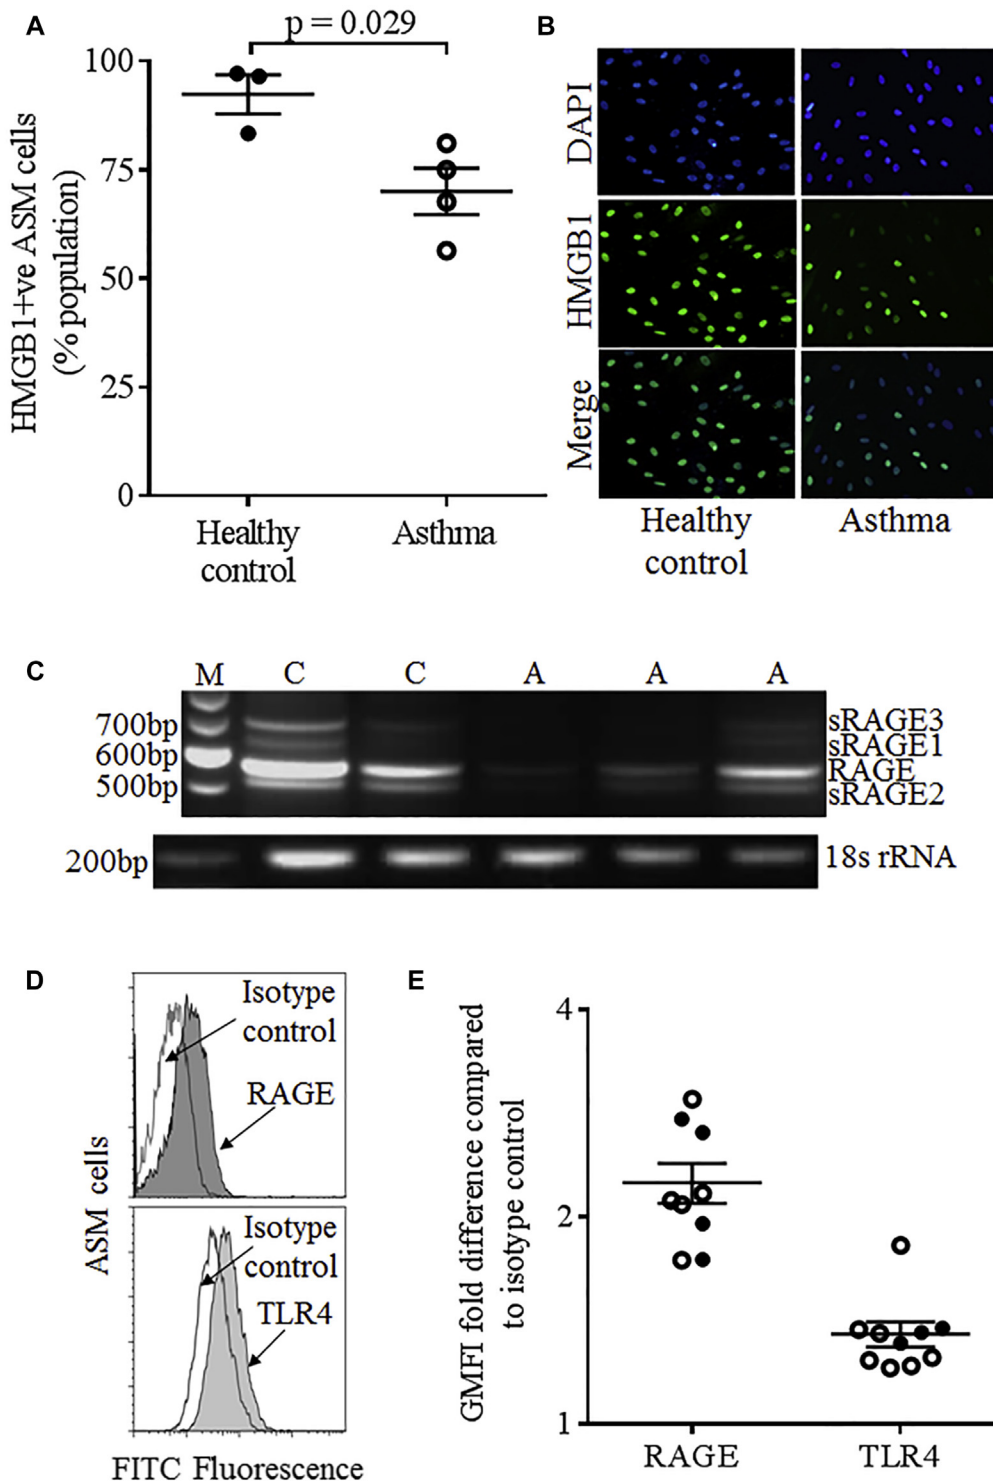 A
p = 0.029
HMGB1+ve ASM cells
(% population)
100
75
50
25
0
Healthy
control
Asthma
B
DAPI
HMGB1
Merge
Healthy
control
Asthma
C
M C C A A A
700bp
600bp
500bp
sRAGE3
sRAGE1
RAGE
sRAGE2
200bp
18s rRNA
D
ASM cells
Isotype
control
RAGE
Isotype
control
TLR4
FITC Fluorescence
E
GMFI fold difference compared
to isotype control
4
2
1
RAGE
TLR4